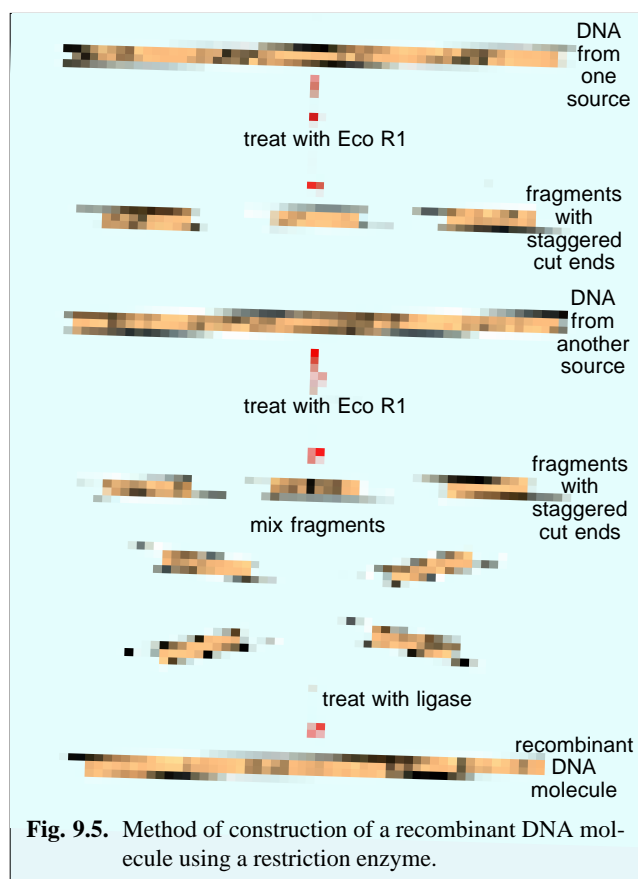 DNA
from
one
source
treat with Eco R1
fragments
with
staggered
cut ends
DNA
from
another
source
treat with Eco R1
fragments
with
staggered
cut ends
mix fragments
treat with ligase
recombinant
DNA
molecule
Fig. 9.5. Method of construction of a recombinant DNA mol-
ecule using a restriction enzyme.